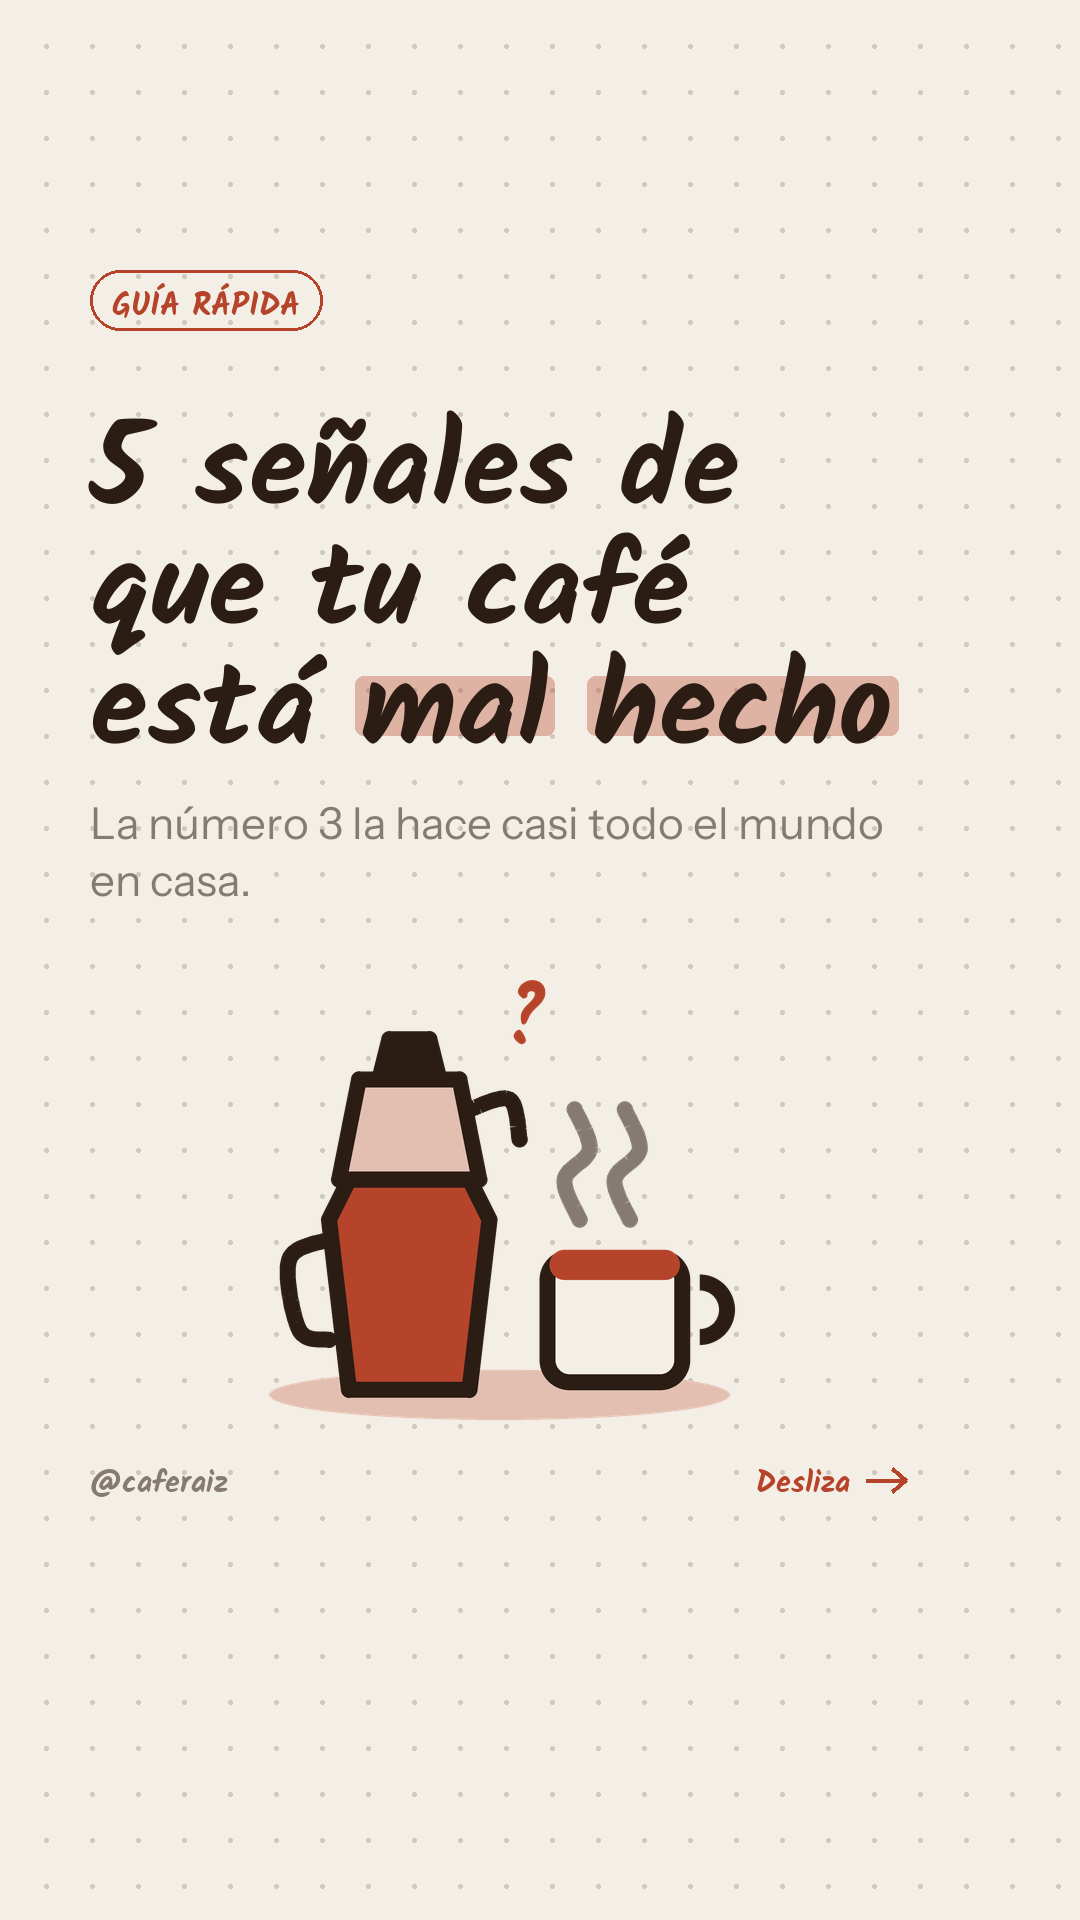 GUÍA RÁPIDA
5 señales de
que tu café
está mal hecho
La número 3 la hace casi todo el mundo
en casa.
?
@caferaiz
Desliza →